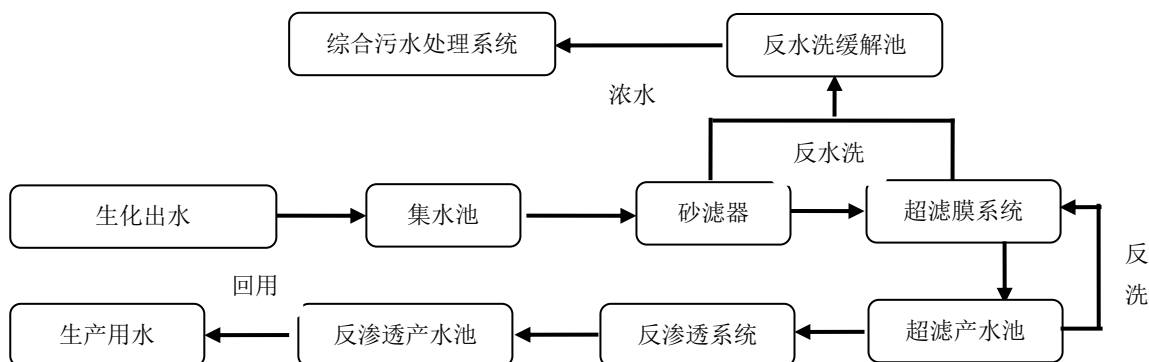 综合污水处理系统
反水洗缓解池
浓水
反水洗
生化出水
集水池
砂滤器
超滤膜系统
反
洗
回用
生产用水
反渗透产水池
反渗透系统
超滤产水池